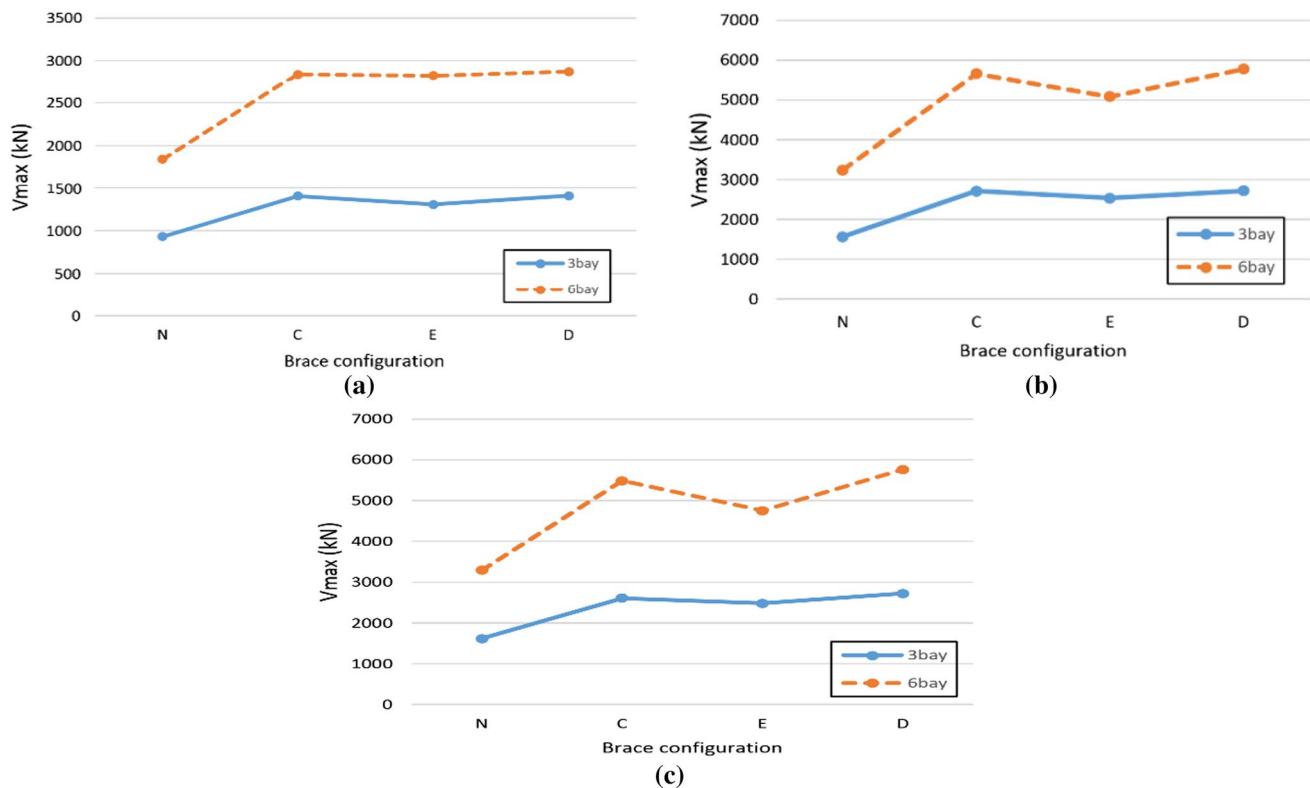 3500
3000
2500
2000
1500
1000
500
0
Vmax (kN)
N C E D
Brace configuration
3bay
6bay
(a)
7000
6000
5000
4000
3000
2000
1000
0
Vmax (kN)
N C E D
Brace configuration
3bay
6bay
(b)
7000
6000
5000
4000
3000
2000
1000
0
Vmax (kN)
N C E D
Brace configuration
3bay
6bay
(c)